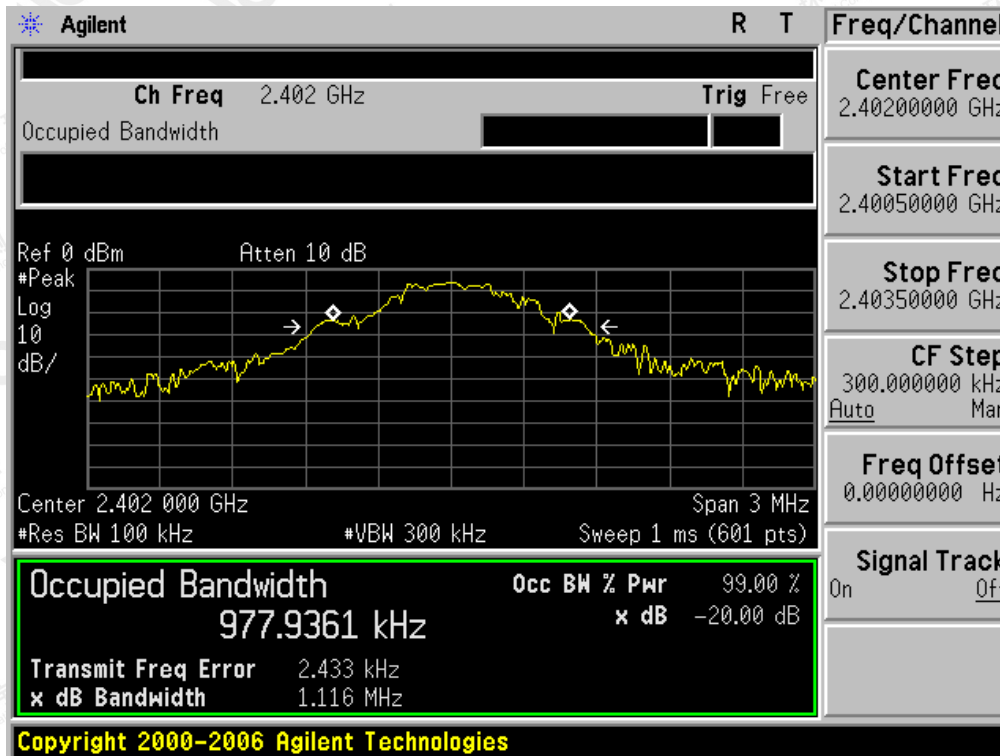 Agilent R T Freq/Channel
Ch Freq 2.402 GHz Trig Free
Occupied Bandwidth
Center Freq
2.40200000 GHz
Start Freq
2.40050000 GHz
Stop Freq
2.40350000 GHz
CF Step
300.000000 kHz
Auto Man
Freq Offset
0.00000000 Hz
Signal Track
On Off
Ref 0 dBm Atten 10 dB
#Peak
Log
10
dB/
Center 2.402 000 GHz Span 3 MHz
#Res BW 100 kHz #VBW 300 kHz Sweep 1 ms (601 pts)
Occupied Bandwidth Occ BW % Pwr 99.00 %
977.9361 kHz x dB -20.00 dB
Transmit Freq Error 2.433 kHz
x dB Bandwidth 1.116 MHz
Copyright 2000-2006 Agilent Technologies